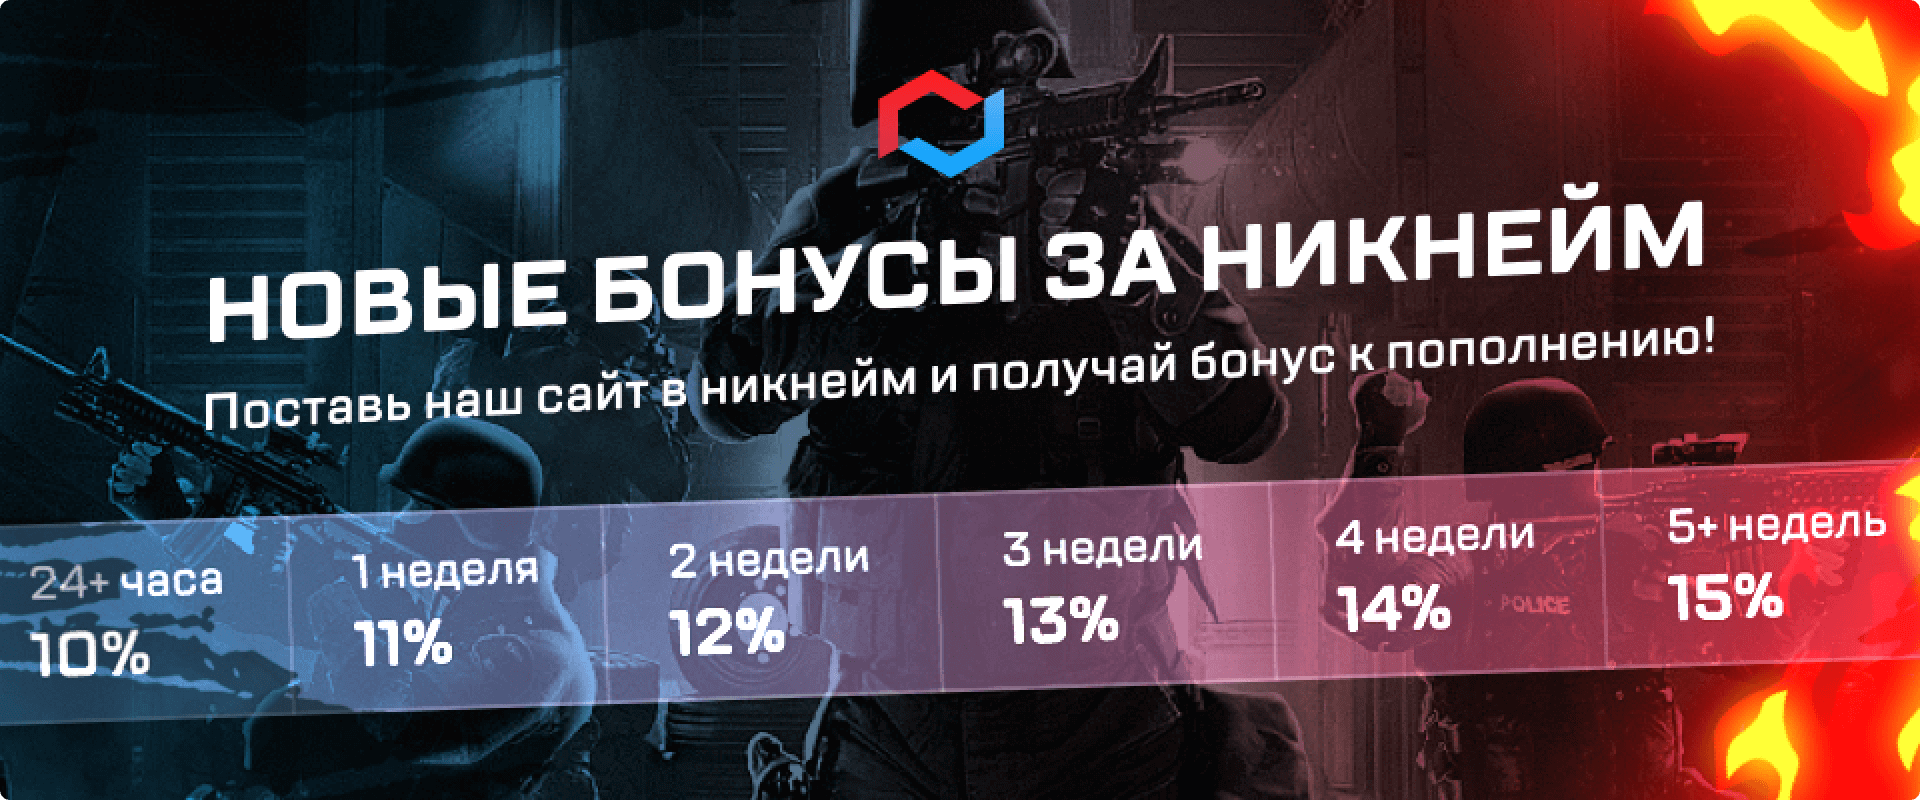 НОВЫЕ БОНУСЫ ЗА НИКНЕЙМ
Поставь наш сайт в никнейм и получай бонус к пополнению!
24+ часа
10%
1 неделя
11%
2 недели
12%
3 недели
13%
4 недели
14%
5+ недель
15%
POLICE